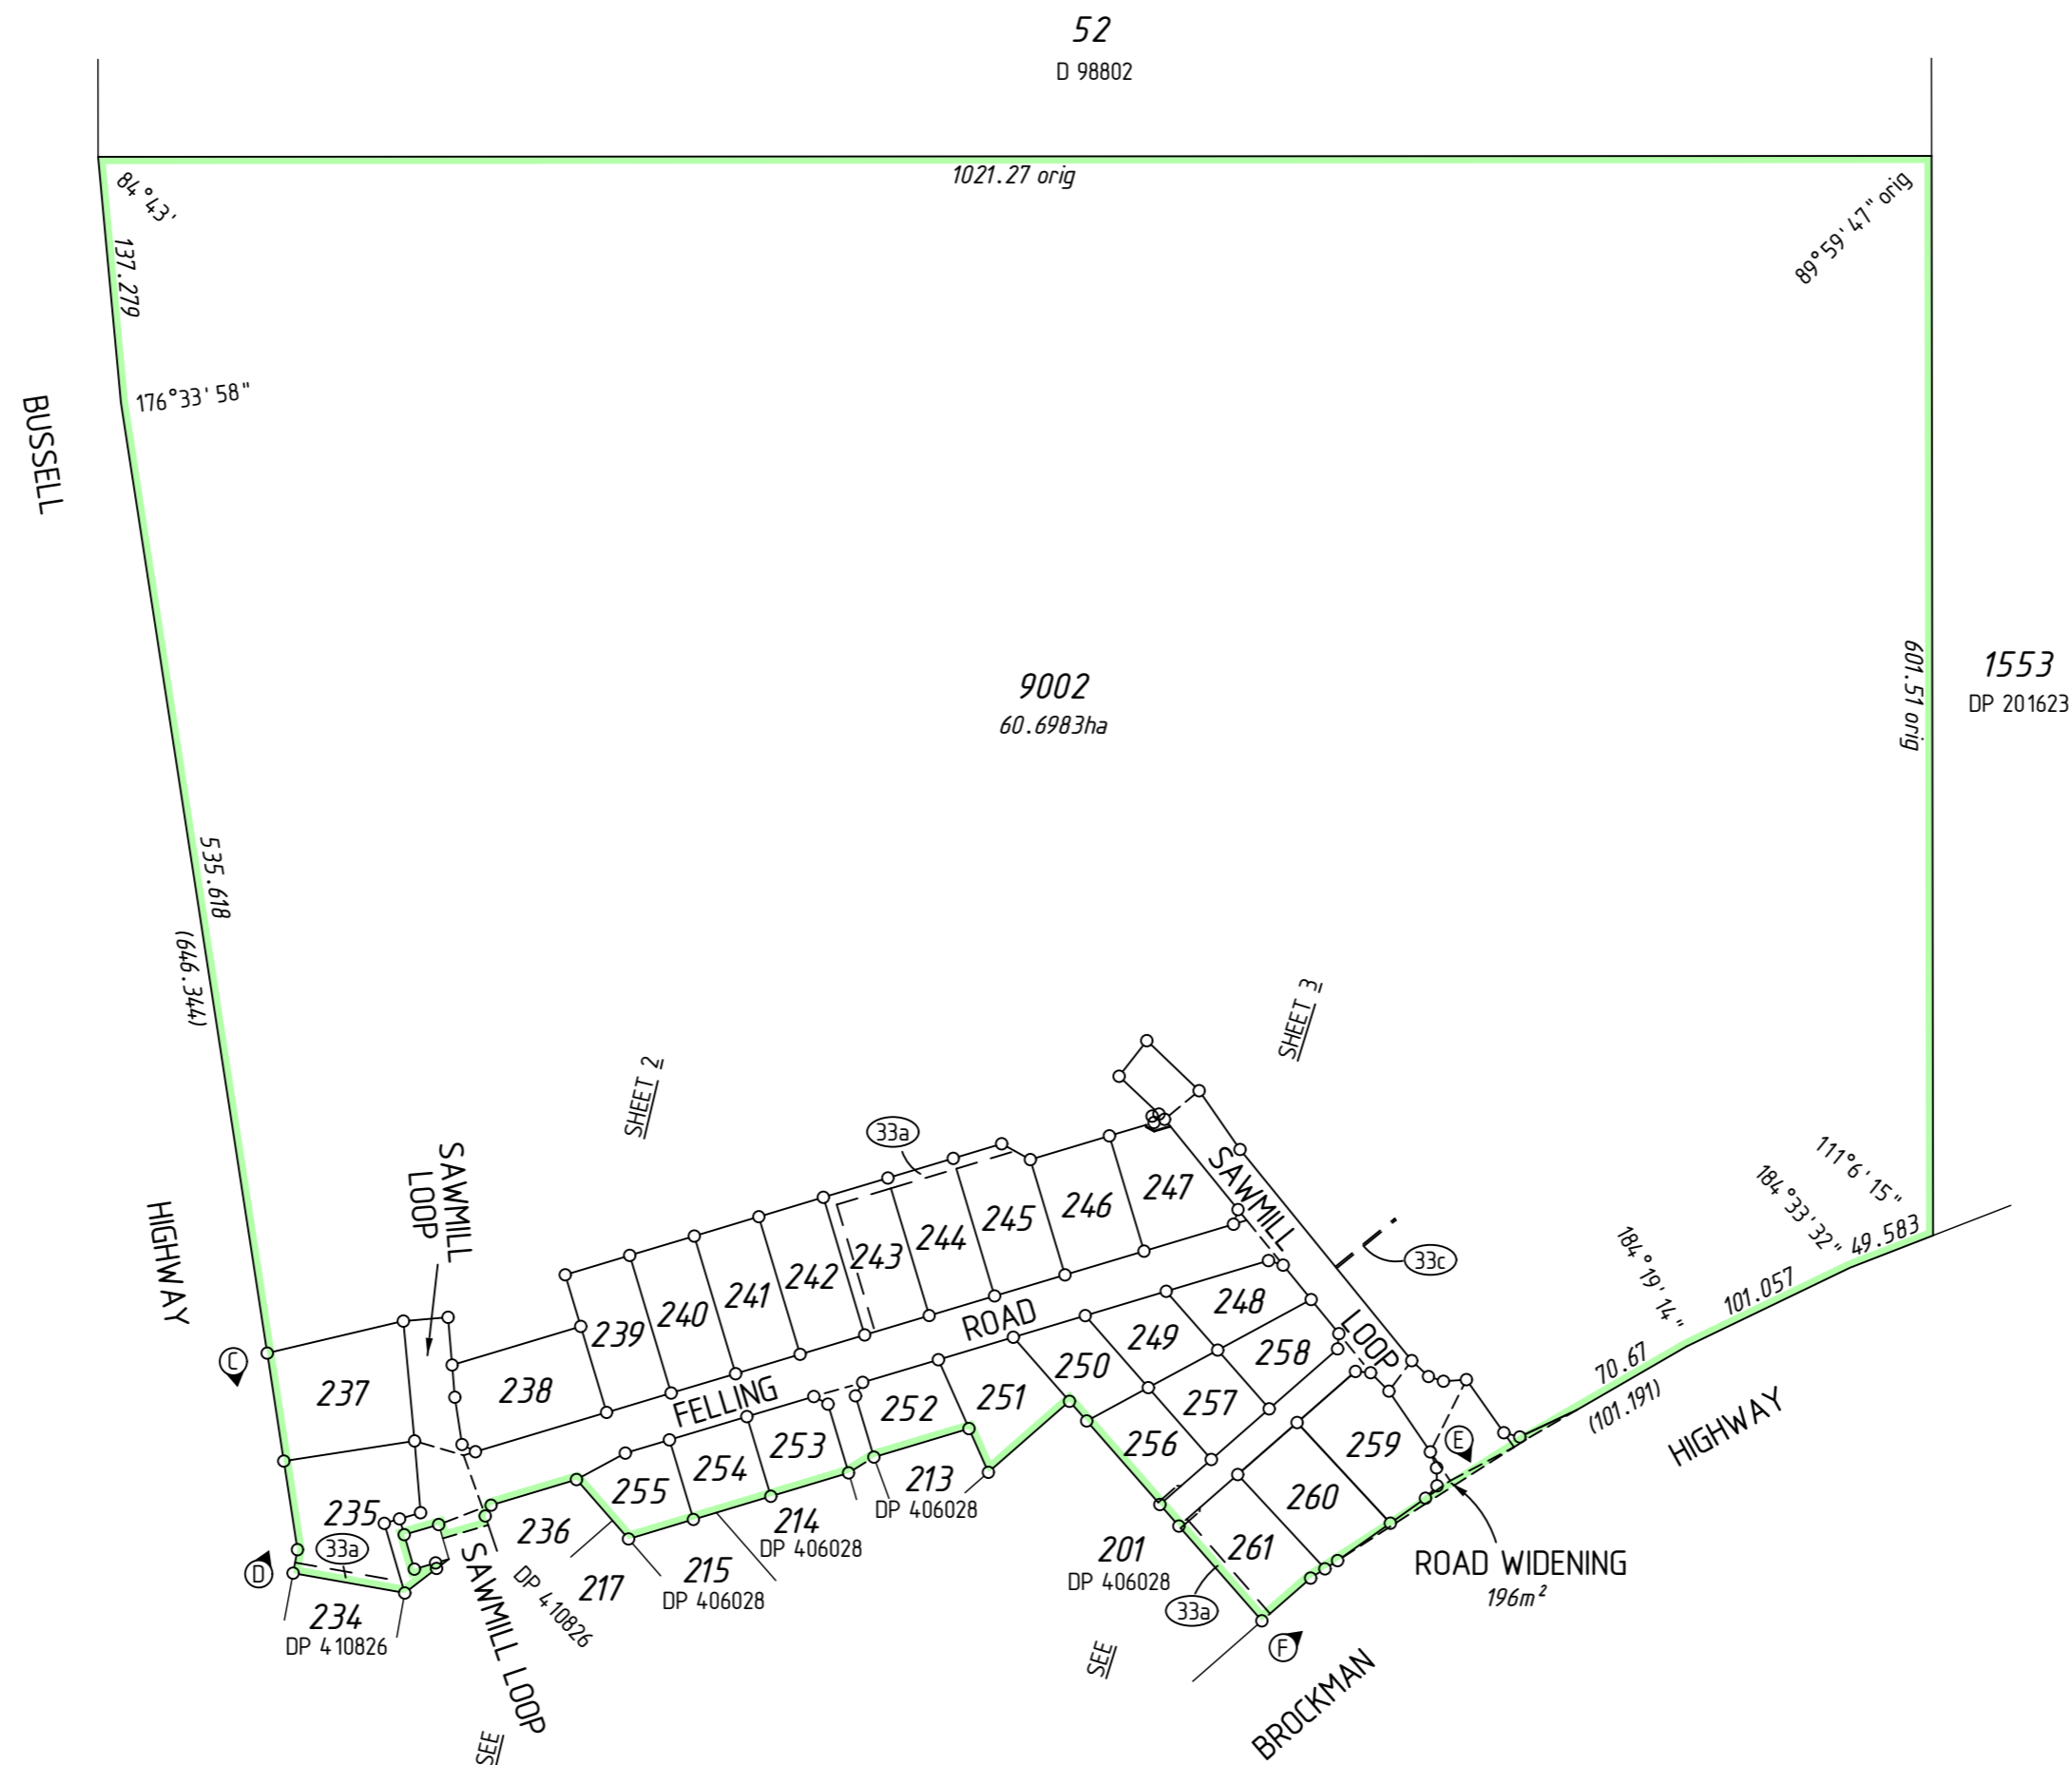 52
D 98802
1021.27 orig
84°43'
89°59'47" orig
137.279
176°33'58"
BUSSELL
9002
60.6983ha
601.51 orig
1553
DP 201623
535.618
(646.344)
SHEET 3
SHEET 2
33a
SAWMILL
LOOP
HIGHWAY
111°6'15"
184°33'32"
184°19'14"
49.583
101.057
70.67
(101.191)
HIGHWAY
SAWMILL
LOOP
33c
247
246
245
244
243
242
241
240
239
238
237
C
ROAD
FELLING
248
249
250
251
252
253
254
255
256
257
258
259
260
261
E
235
33a
D
236
DP 410826
217
213
DP 406028
214
DP 406028
215
DP 406028
201
DP 406028
33a
ROAD WIDENING
196m²
234
DP 410826
SAWMILL LOOP
F
SEE
SEE
BROCKMAN